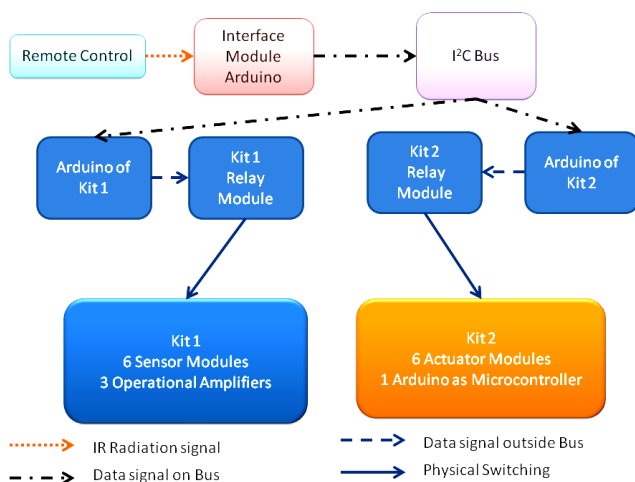 Remote Control
Interface
Module
Arduino
I²C Bus
Arduino of
Kit 1
Kit 1
Relay
Module
Kit 2
Relay
Module
Arduino
of Kit 2
Kit 1
6 Sensor Modules
3 Operational Amplifiers
Kit 2
6 Actuator Modules
1 Arduino as Microcontroller
IR Radiation signal
Data signal on Bus
Data signal outside Bus
Physical Switching